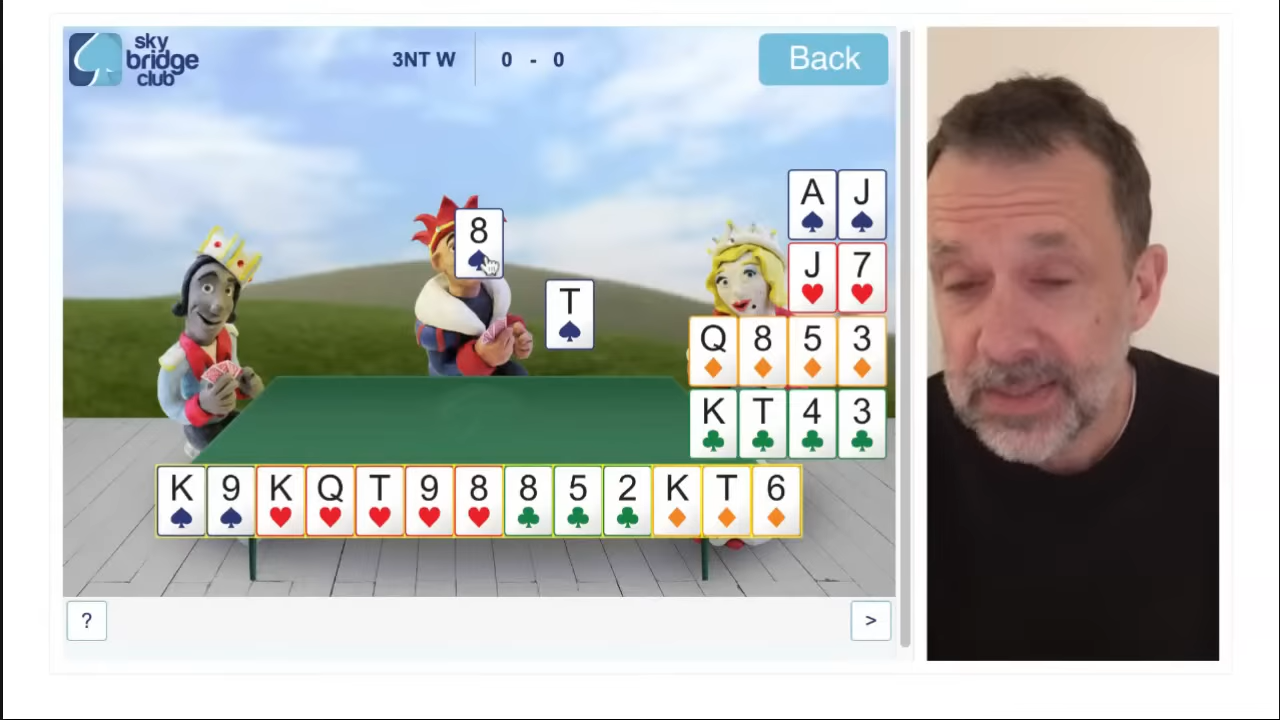 sky
bridge
club
3NT W
0 - 0
Back
8
T
A J
J 7
Q 8 5 3
K T 4 3
K 9 K Q T 9 8 8 5 2 K T 6
?
>